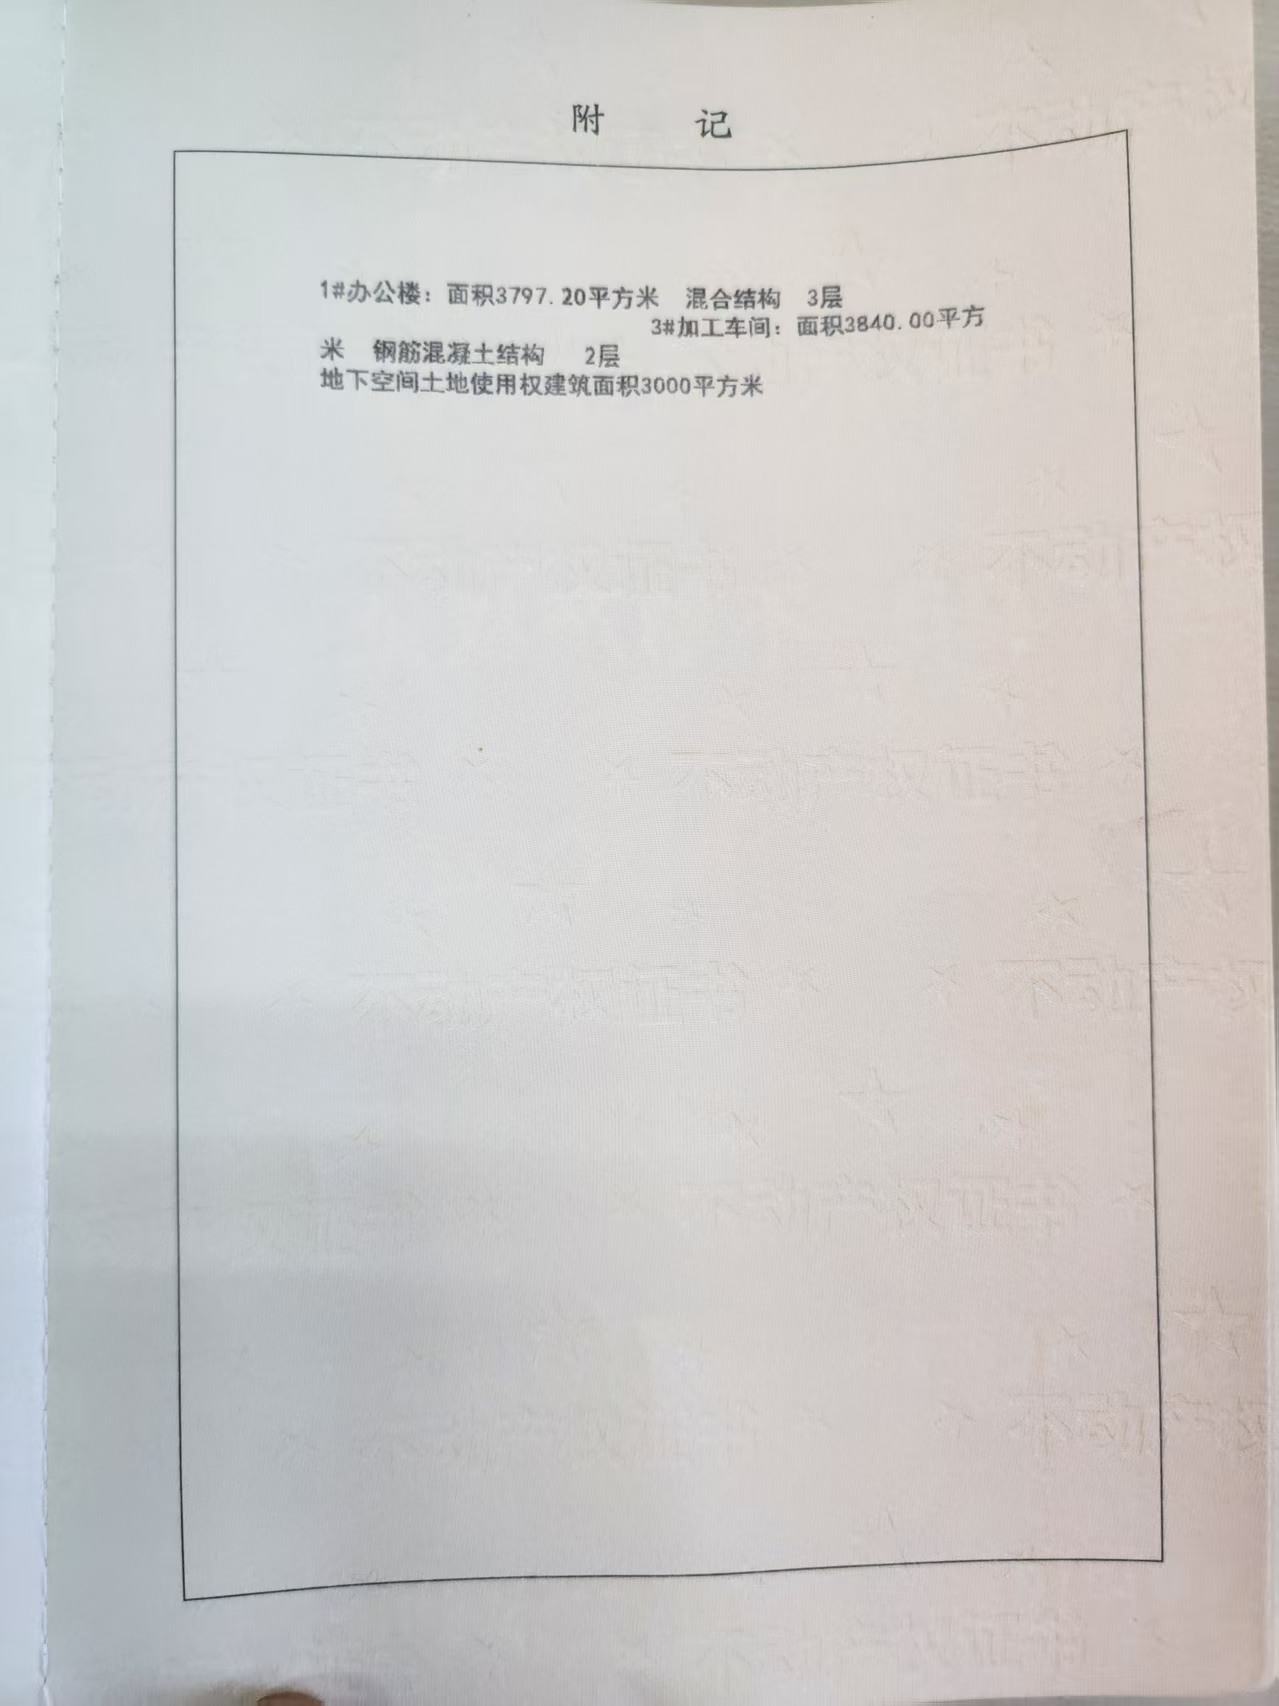 附 记
1#办公楼：面积3797.20平方米 混合结构 3层
3#加工车间：面积3840.00平方
米 钢筋混凝土结构 2层
地下空间土地使用权建筑面积3000平方米